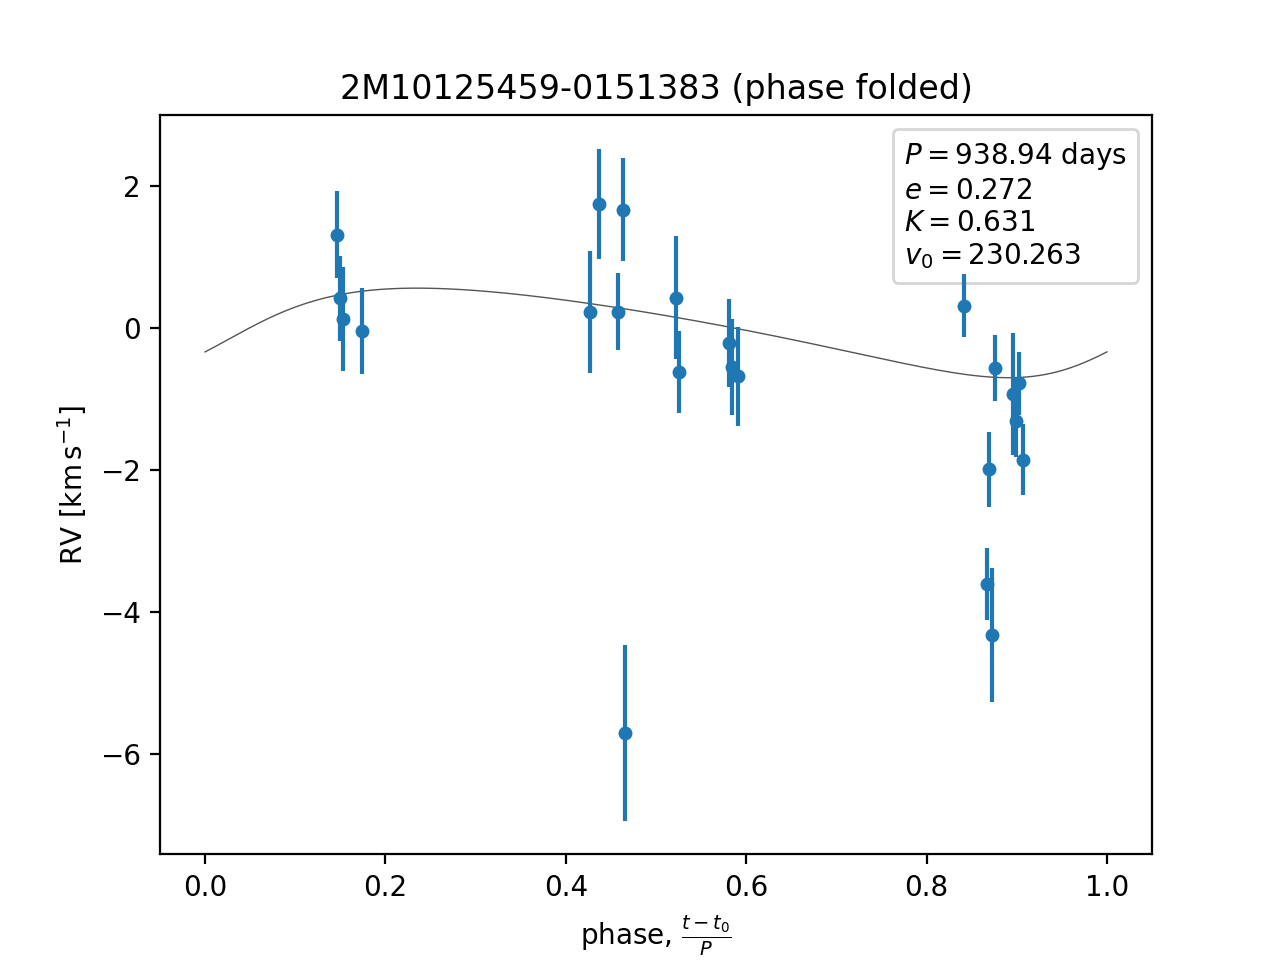 2M10125459-0151383 (phase folded)
P = 938.94 days
e = 0.272
K = 0.631
v₀ = 230.263
2
0
−2
−4
−6
RV [km s⁻¹]
0.0 0.2 0.4 0.6 0.8 1.0
phase, (t − t₀)/P